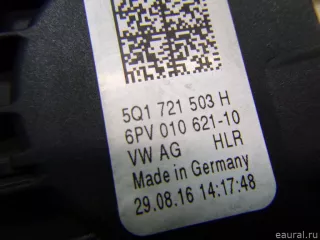 5Q1 721 503 H
6PV 010 621-10
VW AG HLR
Made in Germany
29.08.16 14:17:48
eaural.ru